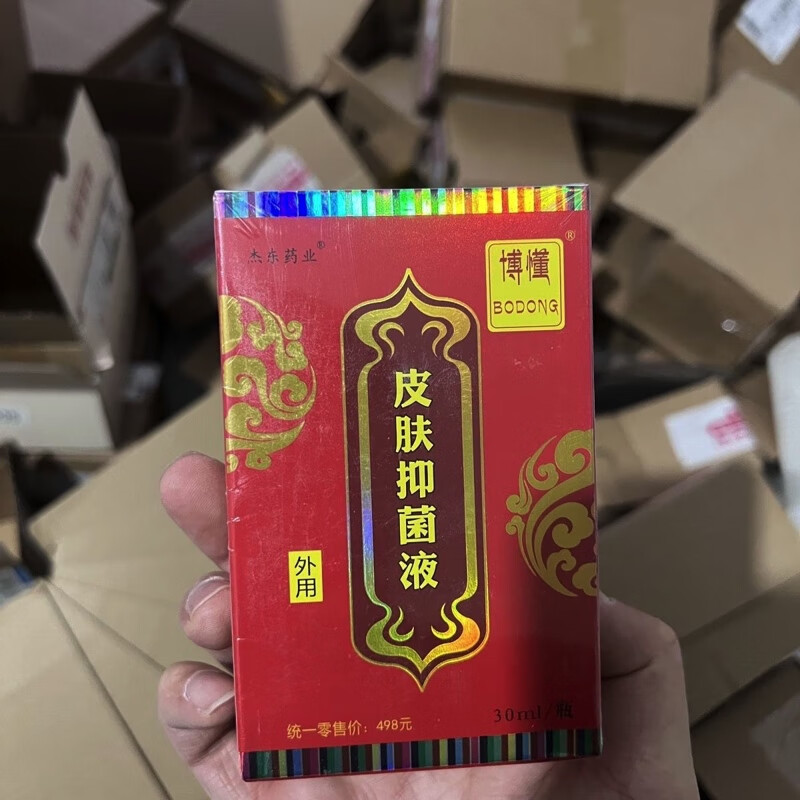 杰东药业®
博懂®
BODONG
皮肤抑菌液
外用
30ml/瓶
统一零售价：498元